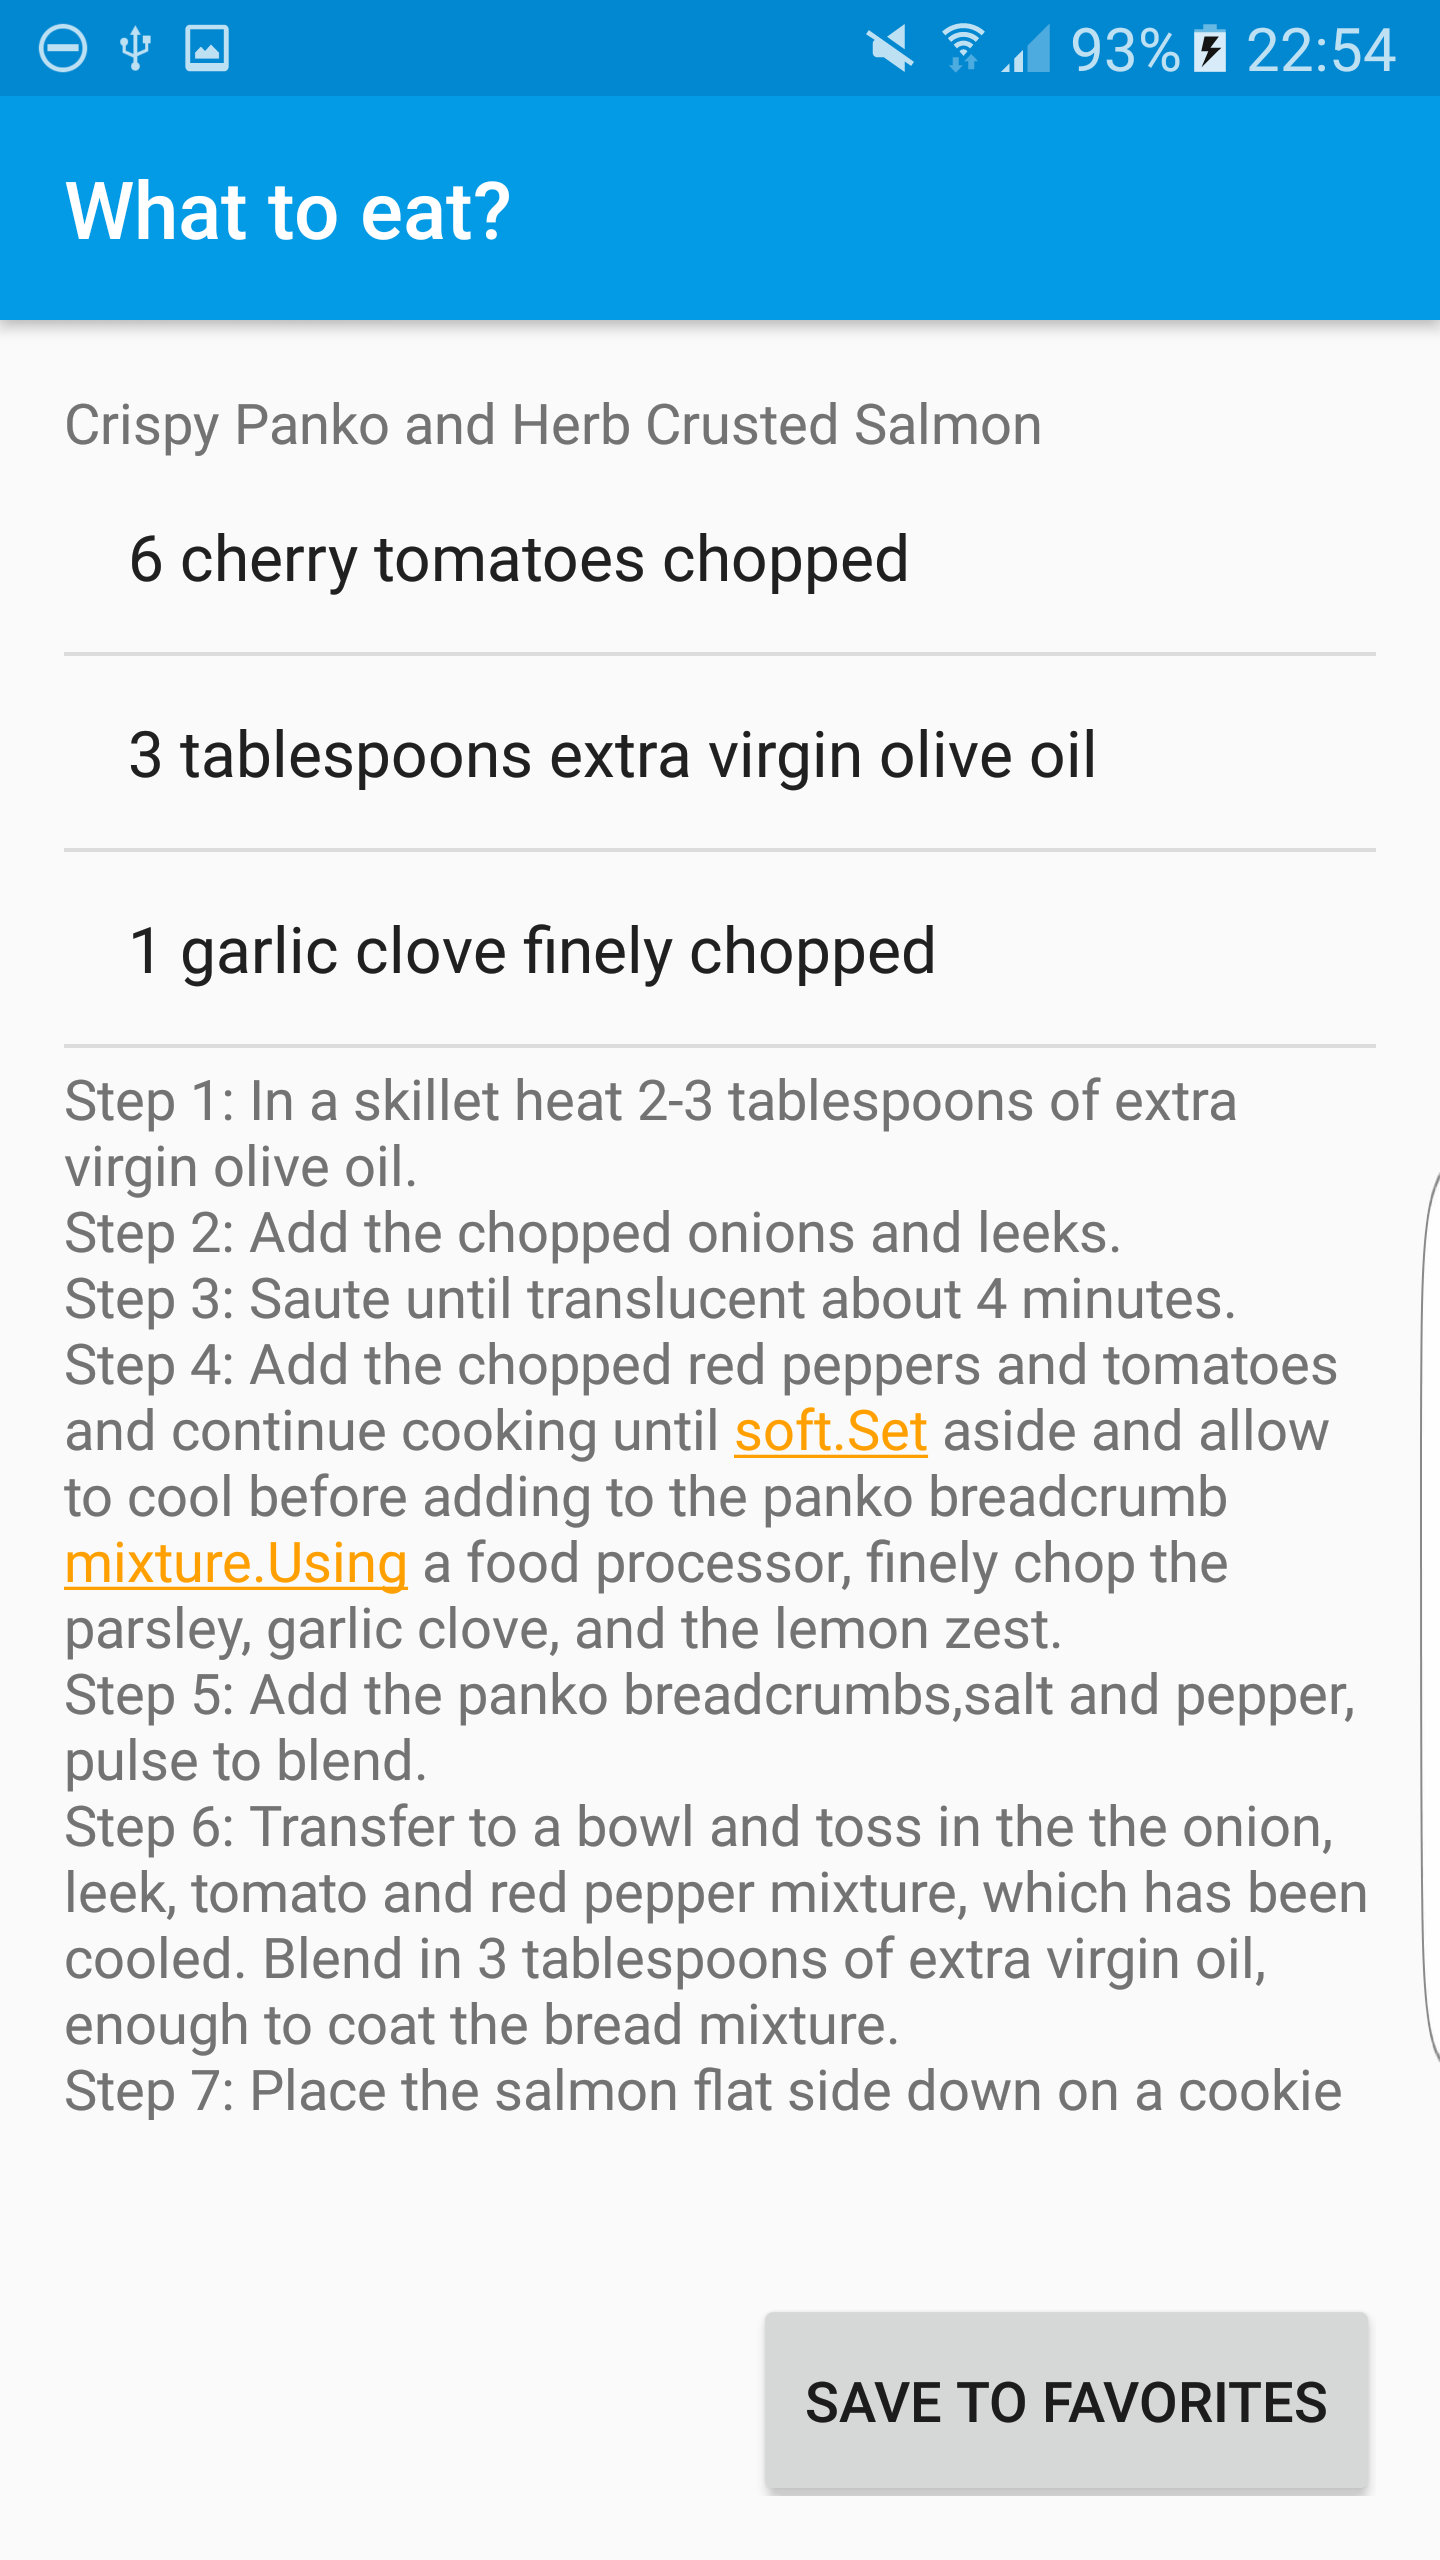 93% 22:54
What to eat?
Crispy Panko and Herb Crusted Salmon
6 cherry tomatoes chopped
3 tablespoons extra virgin olive oil
1 garlic clove finely chopped
Step 1: In a skillet heat 2-3 tablespoons of extra
virgin olive oil.
Step 2: Add the chopped onions and leeks.
Step 3: Saute until translucent about 4 minutes.
Step 4: Add the chopped red peppers and tomatoes
and continue cooking until soft.Set aside and allow
to cool before adding to the panko breadcrumb
mixture.Using a food processor, finely chop the
parsley, garlic clove, and the lemon zest.
Step 5: Add the panko breadcrumbs,salt and pepper,
pulse to blend.
Step 6: Transfer to a bowl and toss in the the onion,
leek, tomato and red pepper mixture, which has been
cooled. Blend in 3 tablespoons of extra virgin oil,
enough to coat the bread mixture.
Step 7: Place the salmon flat side down on a cookie
SAVE TO FAVORITES